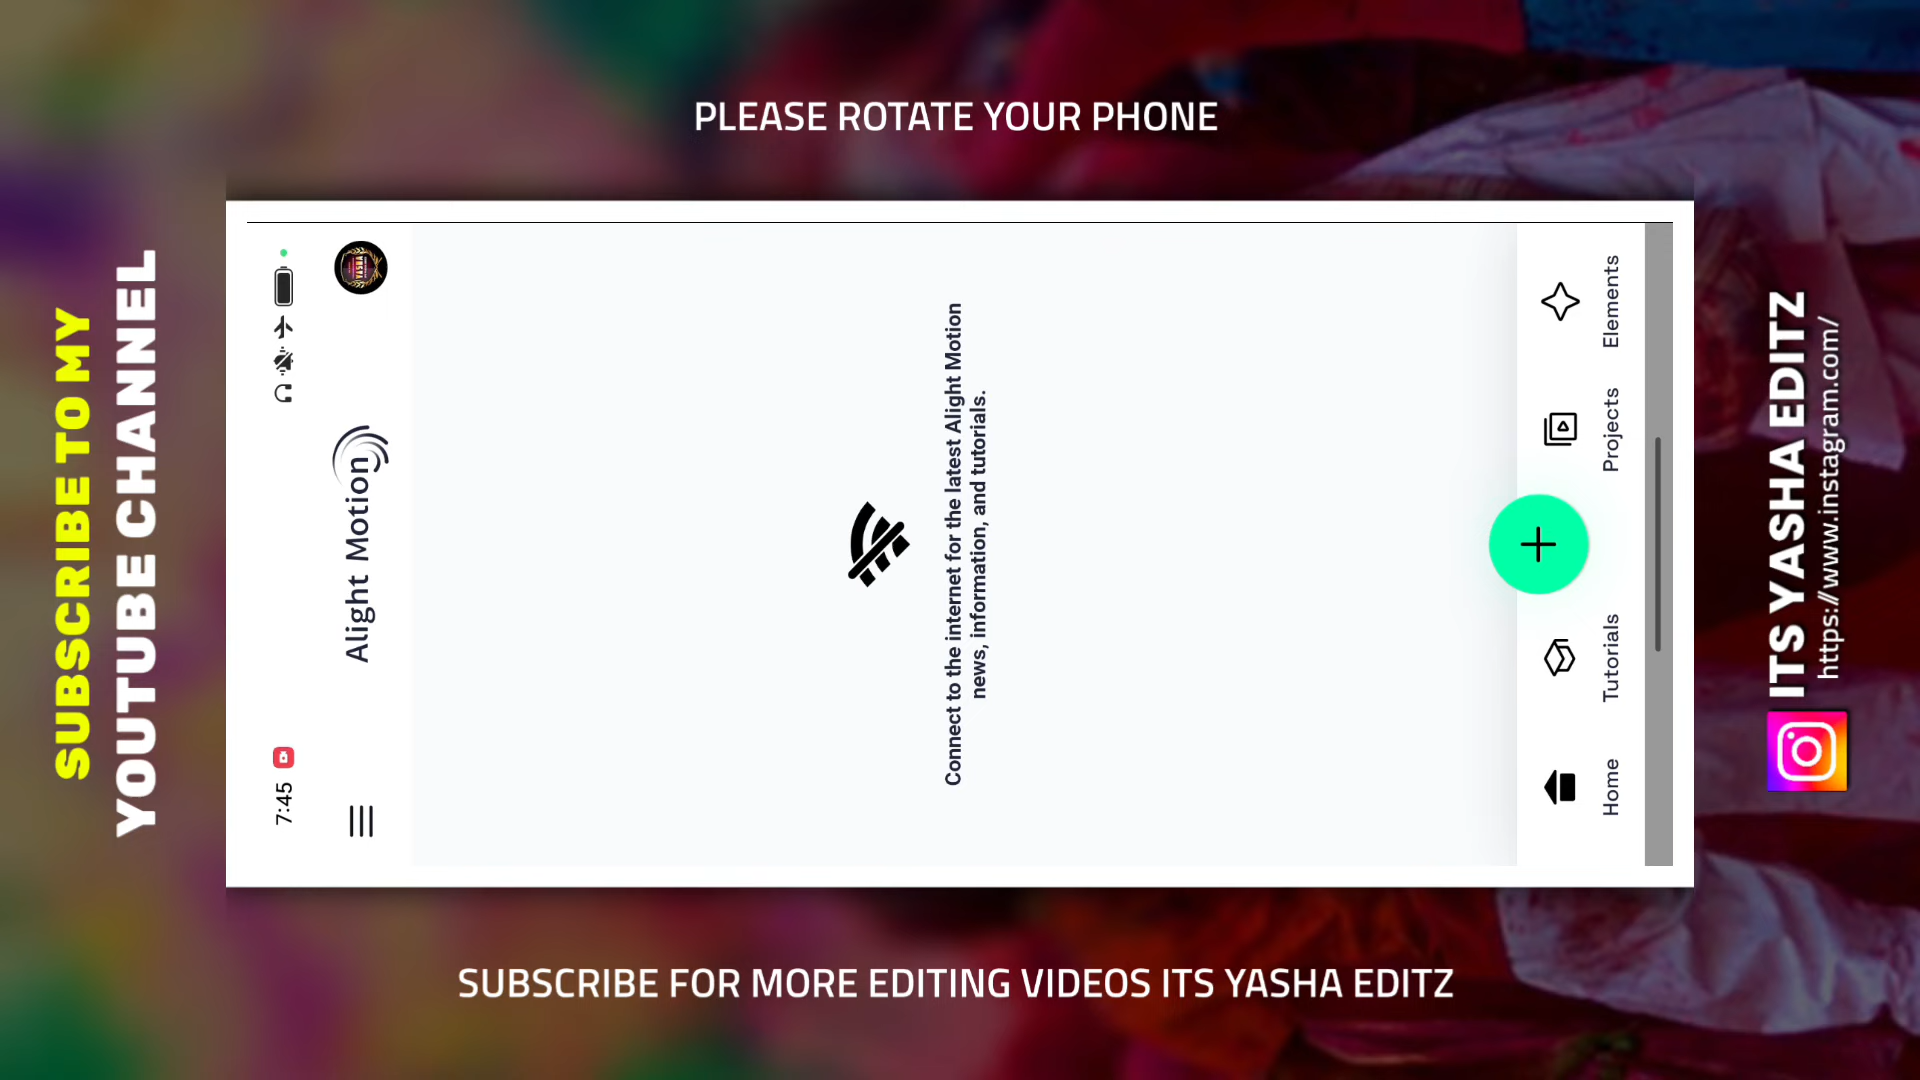 PLEASE ROTATE YOUR PHONE
SUBSCRIBE TO MY
YOUTUBE CHANNEL
7:45
Alight Motion
YASHA
Connect to the internet for the latest Alight Motion
news, information, and tutorials.
Home
Tutorials
Projects
Elements
ITS YASHA EDITZ
https://www.instagram.com/
SUBSCRIBE FOR MORE EDITING VIDEOS ITS YASHA EDITZ